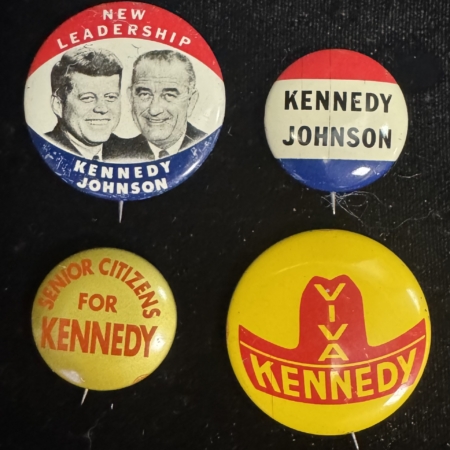 NEW
LEADERSHIP
KENNEDY
JOHNSON
KENNEDY
JOHNSON
SENIOR CITIZENS
FOR
KENNEDY
VIVA
KENNEDY